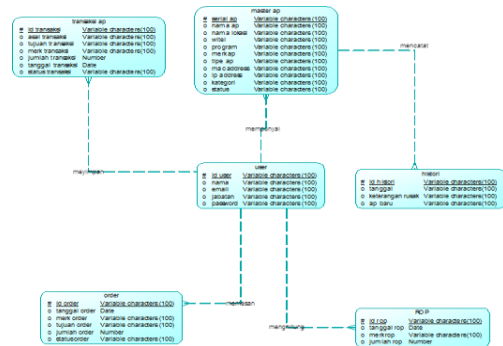 transaksi ap
# id transaksi Variable characters (100)
o asal transaksi Variable characters (100)
o tujuan transaksi Variable characters (100)
o merk transaksi Variable characters (100)
o jumlah transaksi Number
o tanggal transaksi Date
o status transaksi Variable characters (100)
master ap
# serial ap Variable characters (100)
o nama ap Variable characters (100)
o nama lokasi Variable characters (100)
o witel Variable characters (100)
o program Variable characters (100)
o merk ap Variable characters (100)
o tipe ap Variable characters (100)
o mac address Variable characters (100)
o ip address Variable characters (100)
o kategori Variable characters (100)
o status Variable characters (100)
mencatat
user
# id user Variable characters (100)
o nama Variable characters (100)
o email Variable characters (100)
o jabatan Variable characters (100)
o password Variable characters (100)
histori
# id histori Variable characters (100)
o tanggal Variable characters (100)
o keterangan rusak Variable characters (100)
o ap baru Variable characters (100)
order
# id order Variable characters (100)
o tanggal order Date
o merk order Variable characters (100)
o tujuan order Variable characters (100)
o jumlah order Number
o statusorder Variable characters (100)
memesan
menghitung
ROP
# id rop Variable characters (100)
o tanggal rop Date
o merkrop Variable characters (100)
o jumlah rop Number